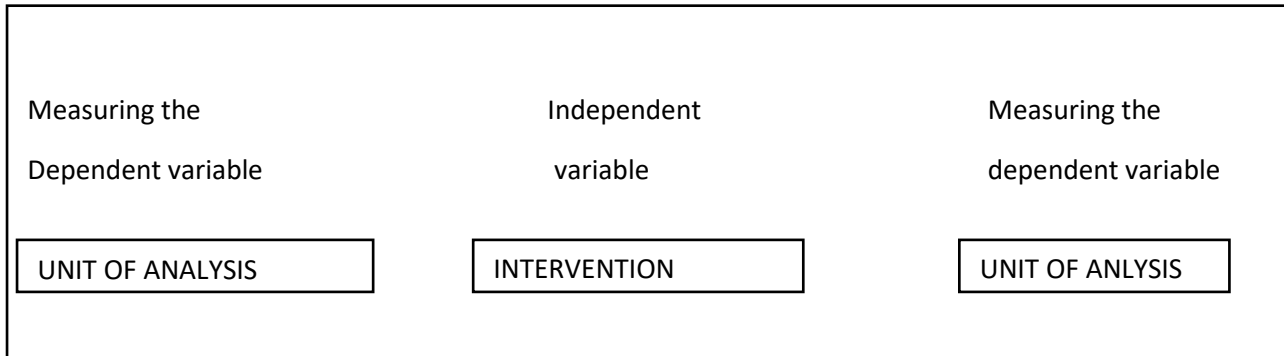 Measuring the
Dependent variable
Independent
variable
Measuring the
dependent variable
UNIT OF ANALYSIS
INTERVENTION
UNIT OF ANLYSIS